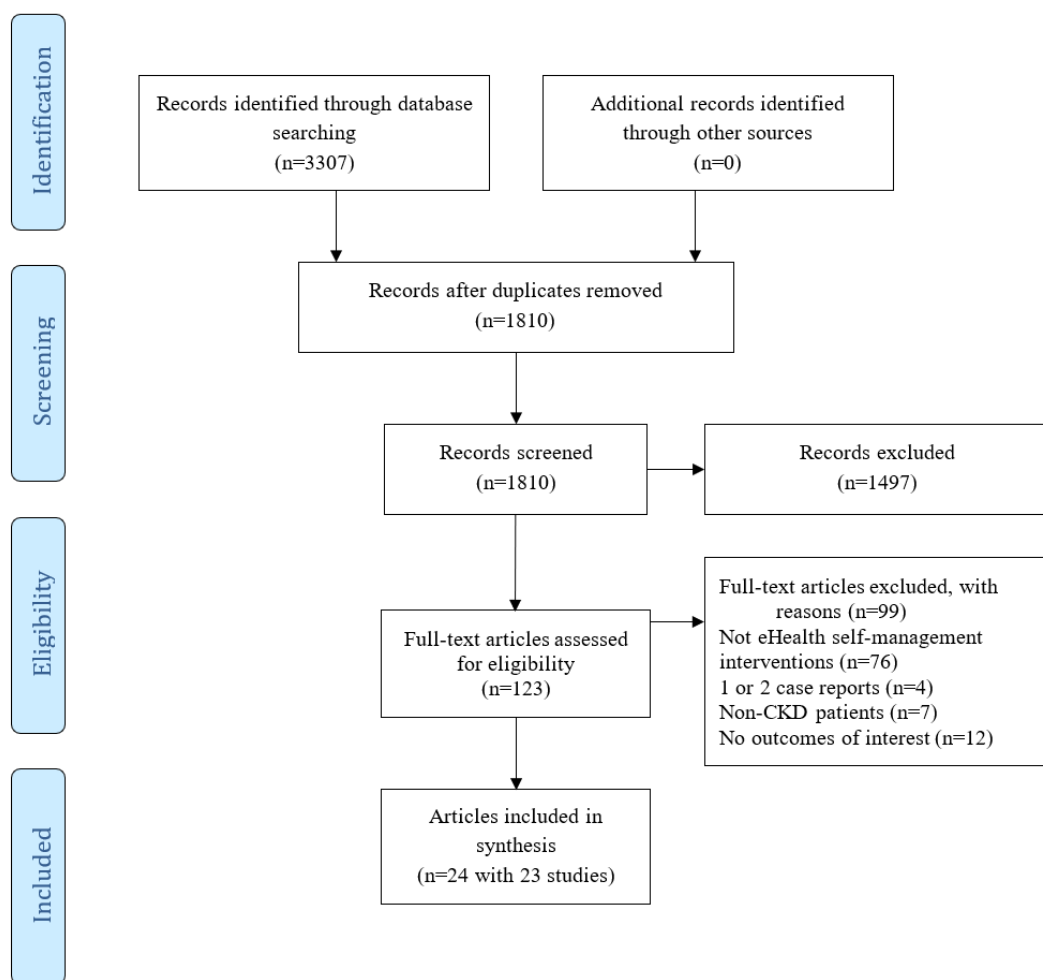 Identification
Records identified through database
searching
(n=3307)
Additional records identified
through other sources
(n=0)
Screening
Records after duplicates removed
(n=1810)
Records screened
(n=1810)
Records excluded
(n=1497)
Eligibility
Full-text articles assessed
for eligibility
(n=123)
Full-text articles excluded, with
reasons (n=99)
Not eHealth self-management
interventions (n=76)
1 or 2 case reports (n=4)
Non-CKD patients (n=7)
No outcomes of interest (n=12)
Included
Articles included in
synthesis
(n=24 with 23 studies)